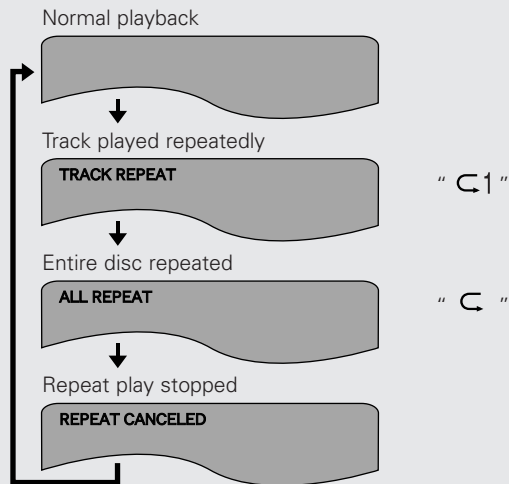 Normal playback
Track played repeatedly
TRACK REPEAT
" ⊂1 "
Entire disc repeated
ALL REPEAT
" ⊂ "
Repeat play stopped
REPEAT CANCELED